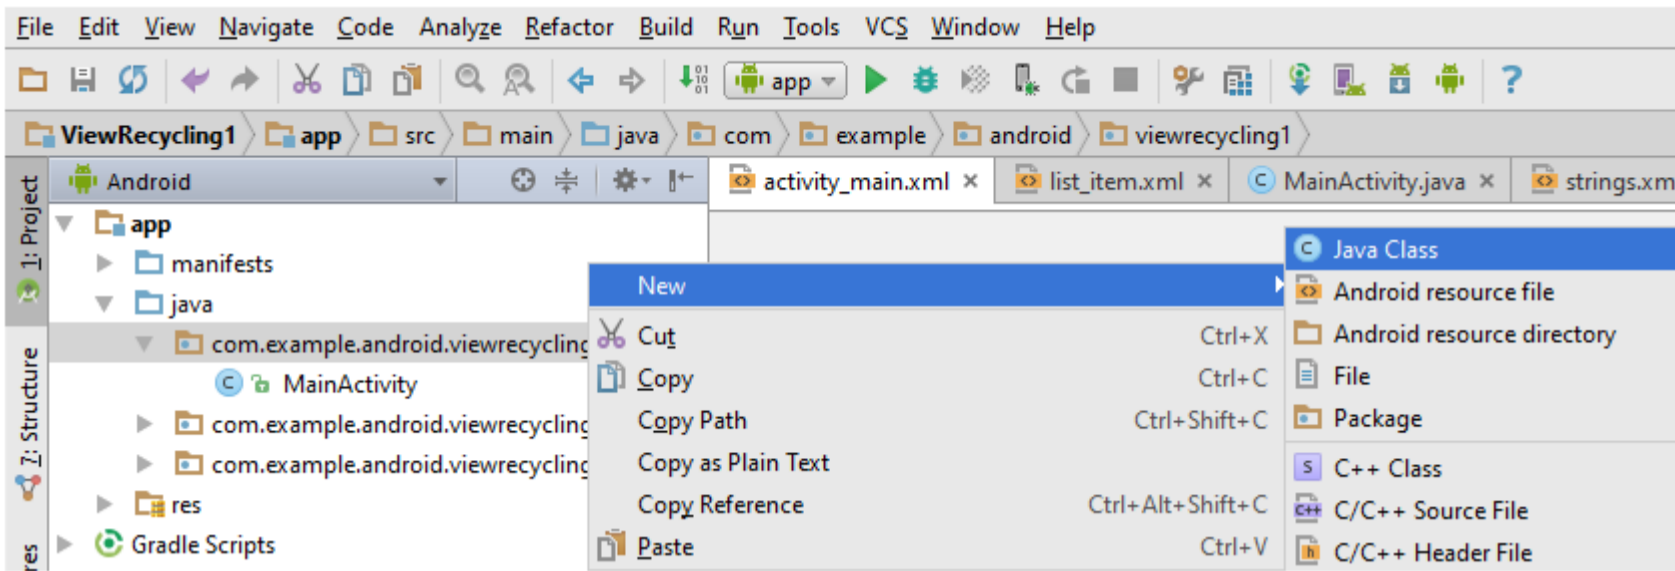 File Edit View Navigate Code Analyze Refactor Build Run Tools VCS Window Help
app
ViewRecycling1 app src main java com example android viewrecycling1
1: Project
Android
activity_main.xml × list_item.xml × MainActivity.java × strings.xm
app
manifests
java
com.example.android.viewrecycling
MainActivity
com.example.android.viewrecycling
com.example.android.viewrecycling
res
Gradle Scripts
7: Structure
New
Cut Ctrl+X
Copy Ctrl+C
Copy Path Ctrl+Shift+C
Copy as Plain Text
Copy Reference Ctrl+Alt+Shift+C
Paste Ctrl+V
Java Class
Android resource file
Android resource directory
File
Package
C++ Class
C/C++ Source File
C/C++ Header File